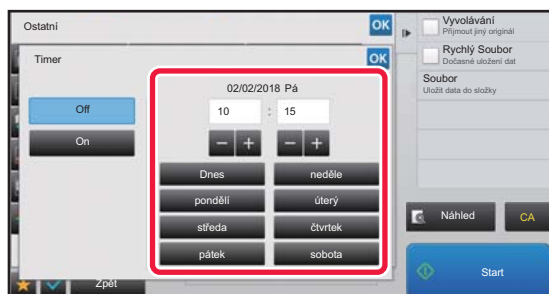 Ostatní
OK
Timer
OK
02/02/2018 Pá
10 : 15
Off
On
− + − +
Dnes
neděle
pondělí
úterý
středa
čtvrtek
pátek
sobota
Zpět
Vyvolávání
Přijmout jiný originál
Rychlý Soubor
Dočasné uložení dat
Soubor
Uložit data do složky
Náhled
CA
Start